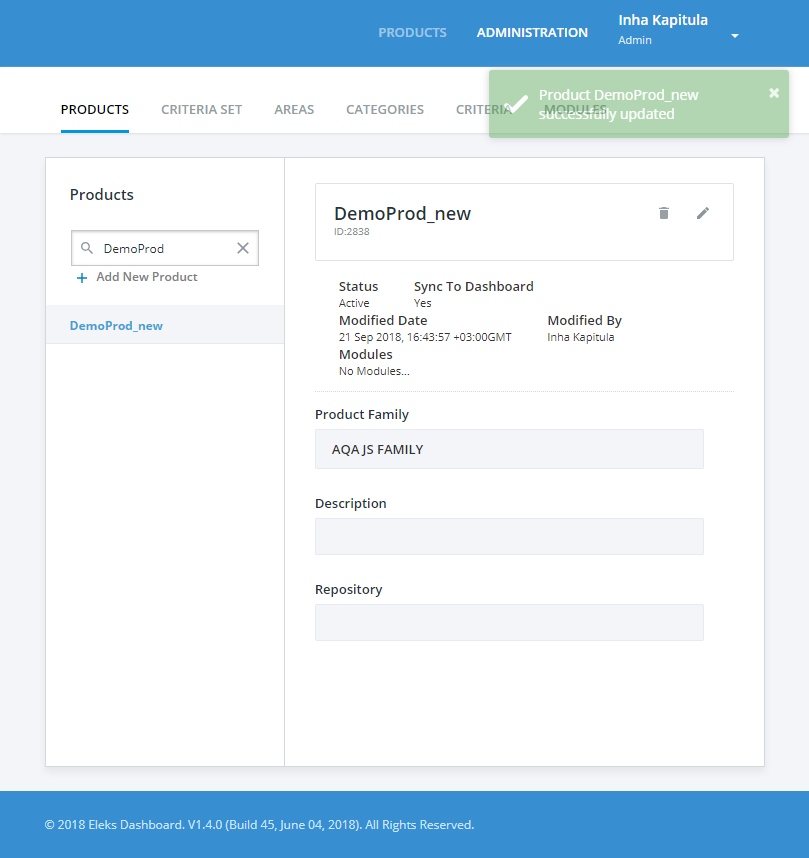 PRODUCTS
ADMINISTRATION
Inha Kapitula
Admin
PRODUCTS
CRITERIA SET
AREAS
CATEGORIES
CRITERIA
MODULES
Product DemoProd_new
successfully updated
Products
DemoProd
Add New Product
DemoProd_new
DemoProd_new
ID:2838
Status
Sync To Dashboard
Active
Yes
Modified Date
Modified By
21 Sep 2018, 16:43:57 +03:00GMT
Inha Kapitula
Modules
No Modules...
Product Family
AQA JS FAMILY
Description
Repository
© 2018 Eleks Dashboard. V1.4.0 (Build 45, June 04, 2018). All Rights Reserved.